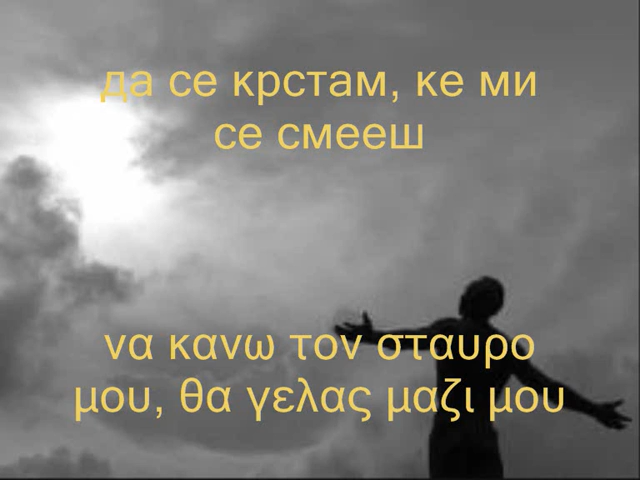 да се крстам, ке ми
се смееш
να κανω τον σταυρο
μου, θα γελας μαζι μου